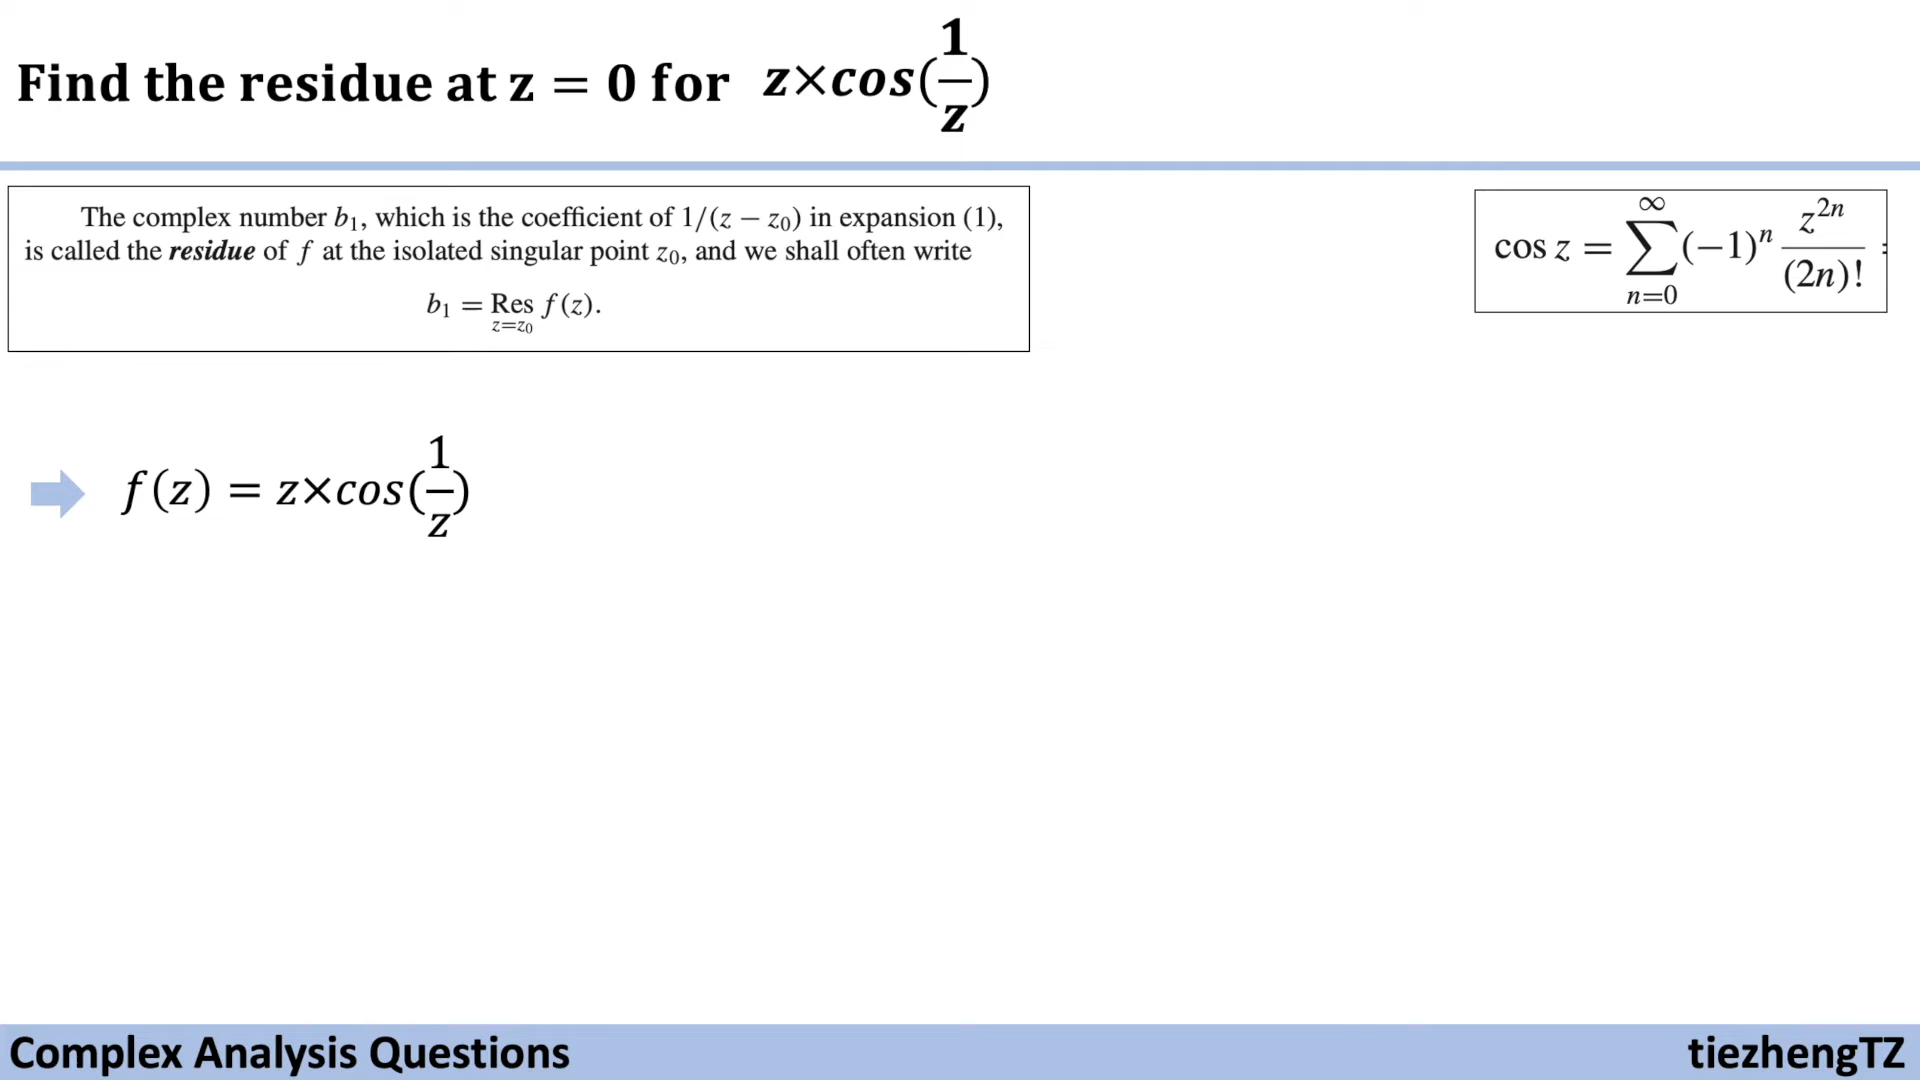 Find the residue at z = 0 for z×cos(1/z)
The complex number b₁, which is the coefficient of 1/(z − z₀) in expansion (1),
is called the residue of f at the isolated singular point z₀, and we shall often write
b₁ = Res f(z).
z=z₀
cos z = ∑_{n=0}^{∞} (−1)ⁿ z²ⁿ/(2n)!
f(z) = z×cos(1/z)
Complex Analysis Questions
tiezhengTZ